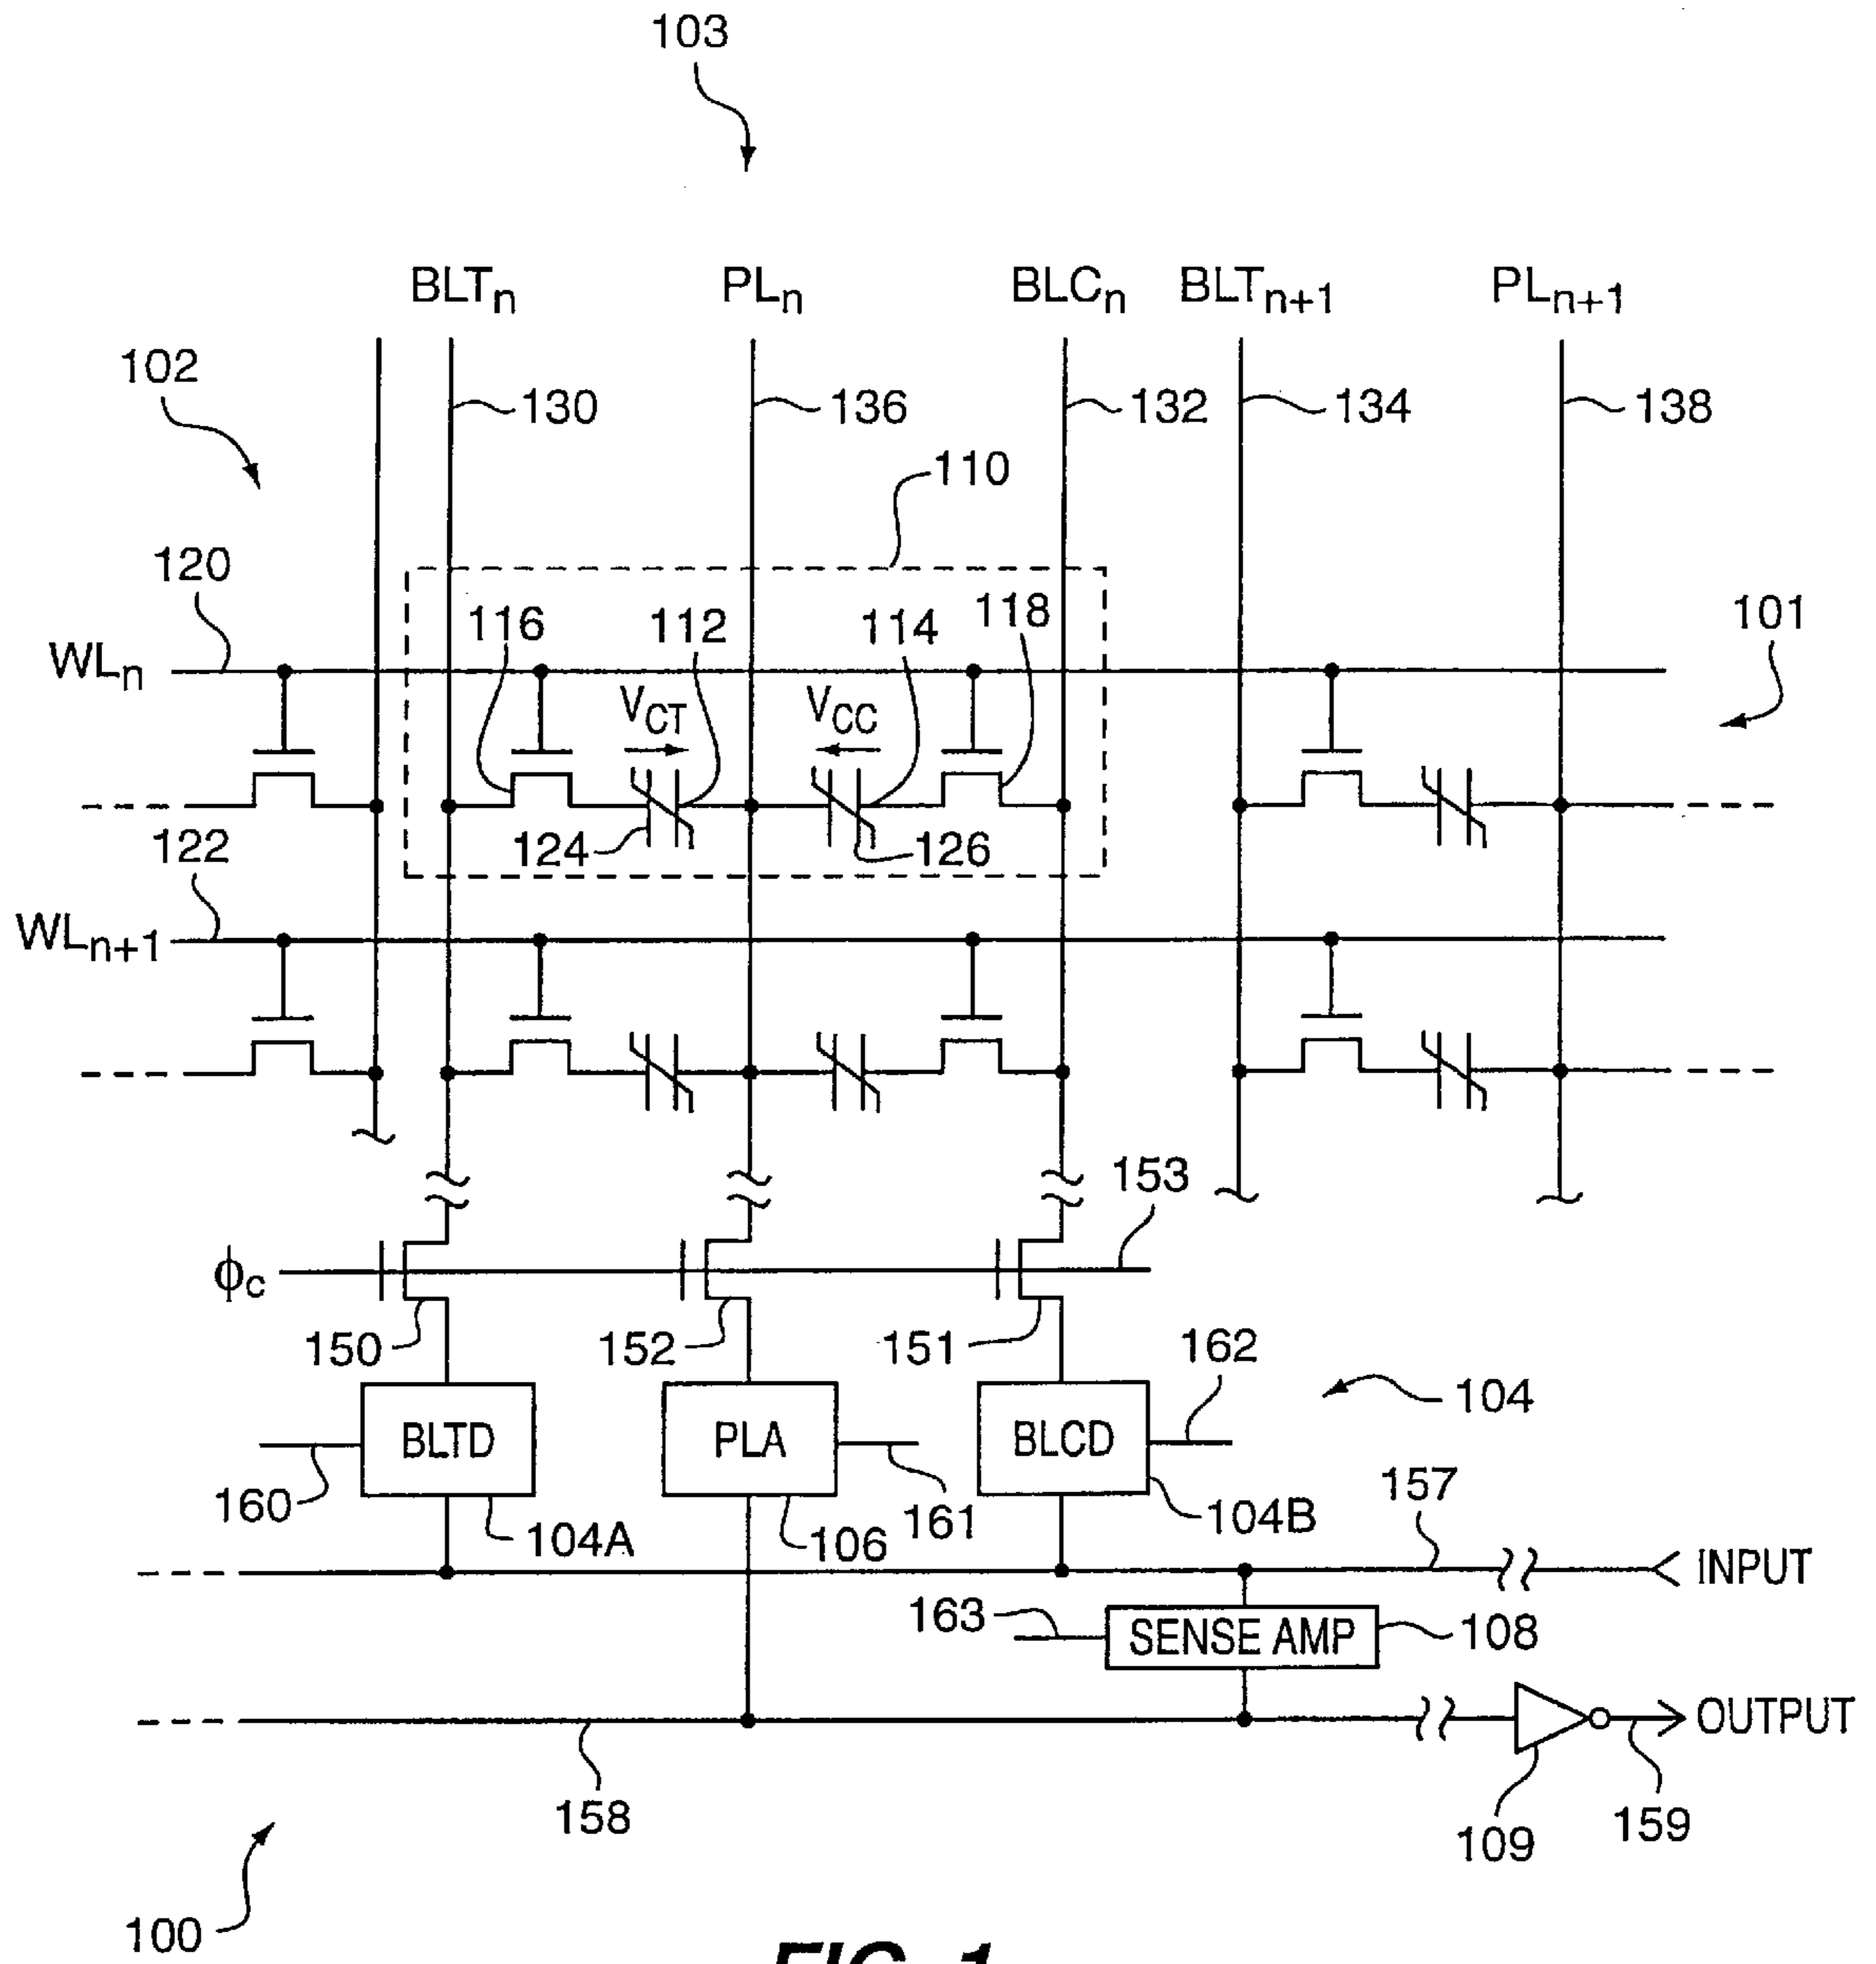 103
BLTn PLn BLCn BLTn+1 PLn+1
102
130 136 132 134 138
110
120
116 112 114 118 101
WLn
VCT VCC
122 124 126
WLn+1
153
ϕc
150 152 151 162
104
BLTD PLA BLCD
157
160 104A 106 161 104B
INPUT
163 SENSE AMP 108
OUTPUT
158 109 159
100
FIG. 1